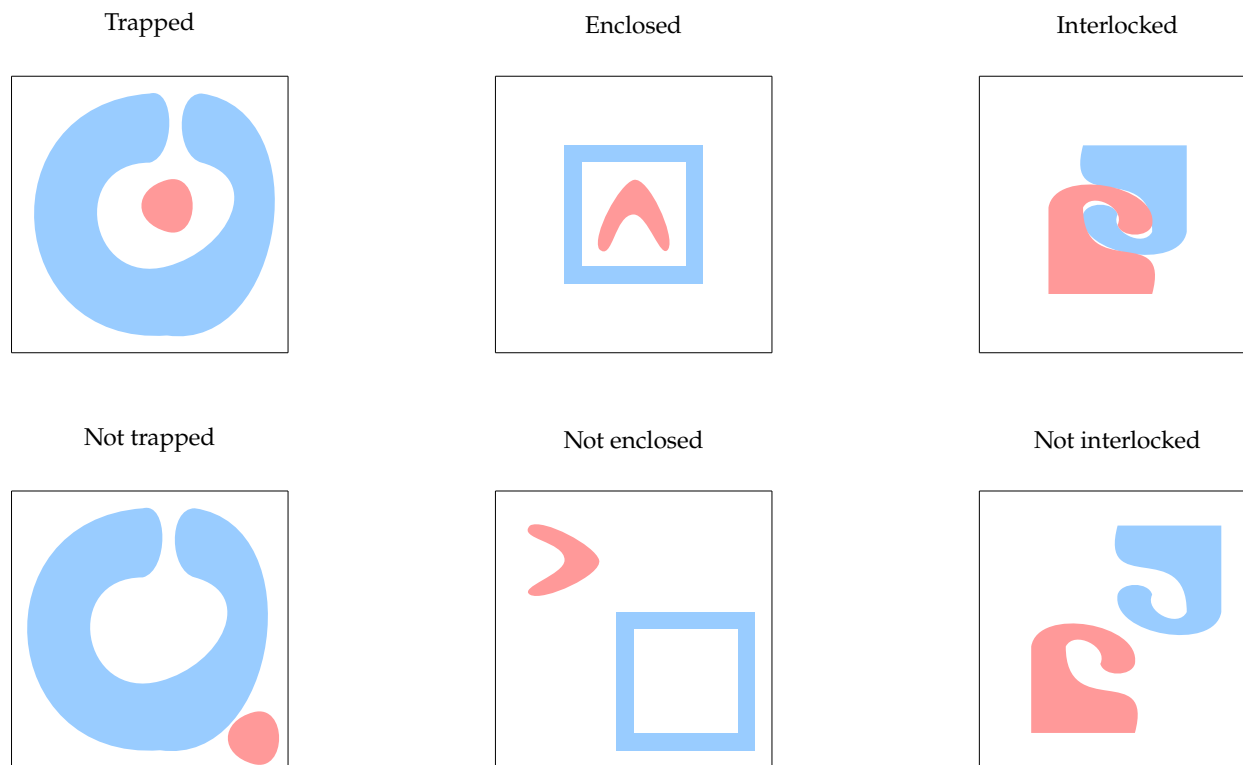 Trapped
Enclosed
Interlocked
Not trapped
Not enclosed
Not interlocked